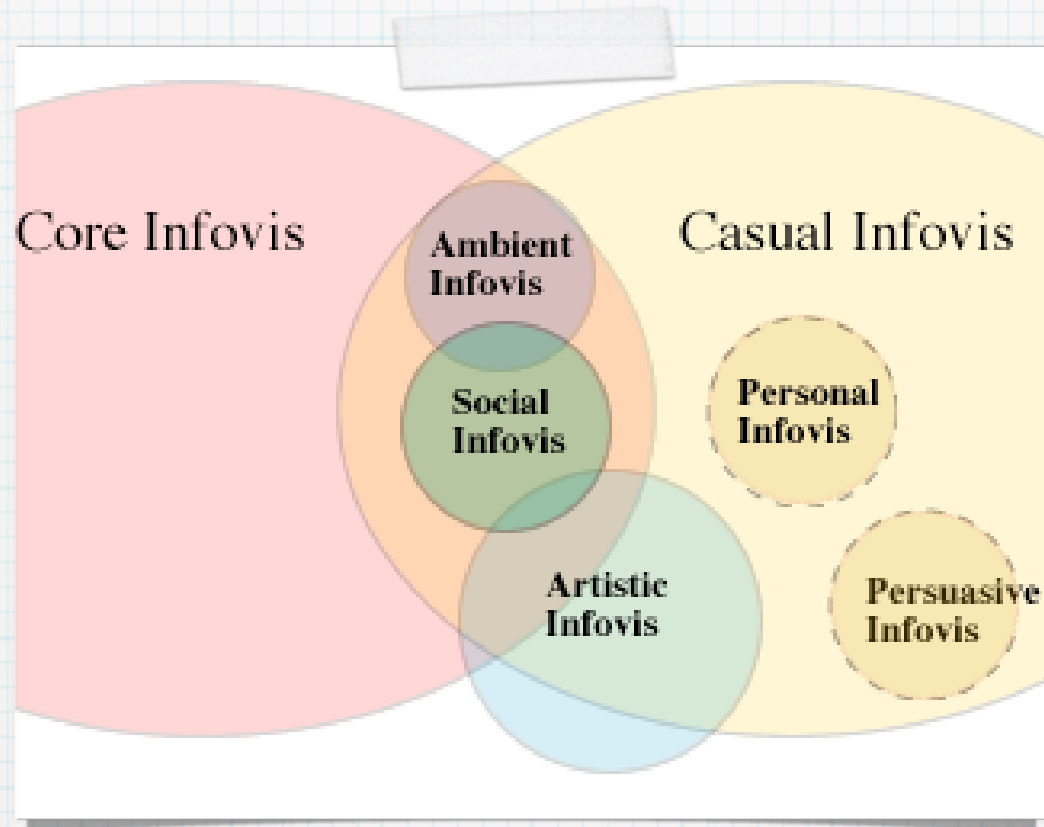 Core Infovis
Casual Infovis
Ambient
Infovis
Social
Infovis
Personal
Infovis
Artistic
Infovis
Persuasive
Infovis